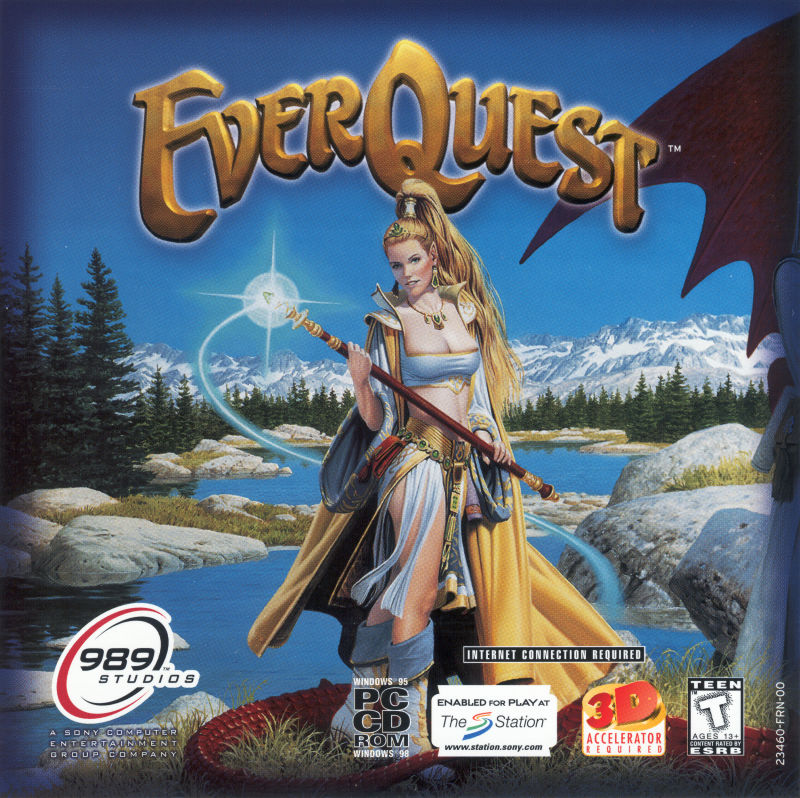 EVERQUEST™
INTERNET CONNECTION REQUIRED
989™
STUDIOS
A SONY COMPUTER
ENTERTAINMENT
GROUP COMPANY
WINDOWS 95
PC
CD
ROM
WINDOWS 98
ENABLED FOR PLAY AT
The Station
www.station.sony.com
3D
ACCELERATOR
REQUIRED
TEEN
T
AGES 13+
CONTENT RATED BY
ESRB
23460-FRN-00